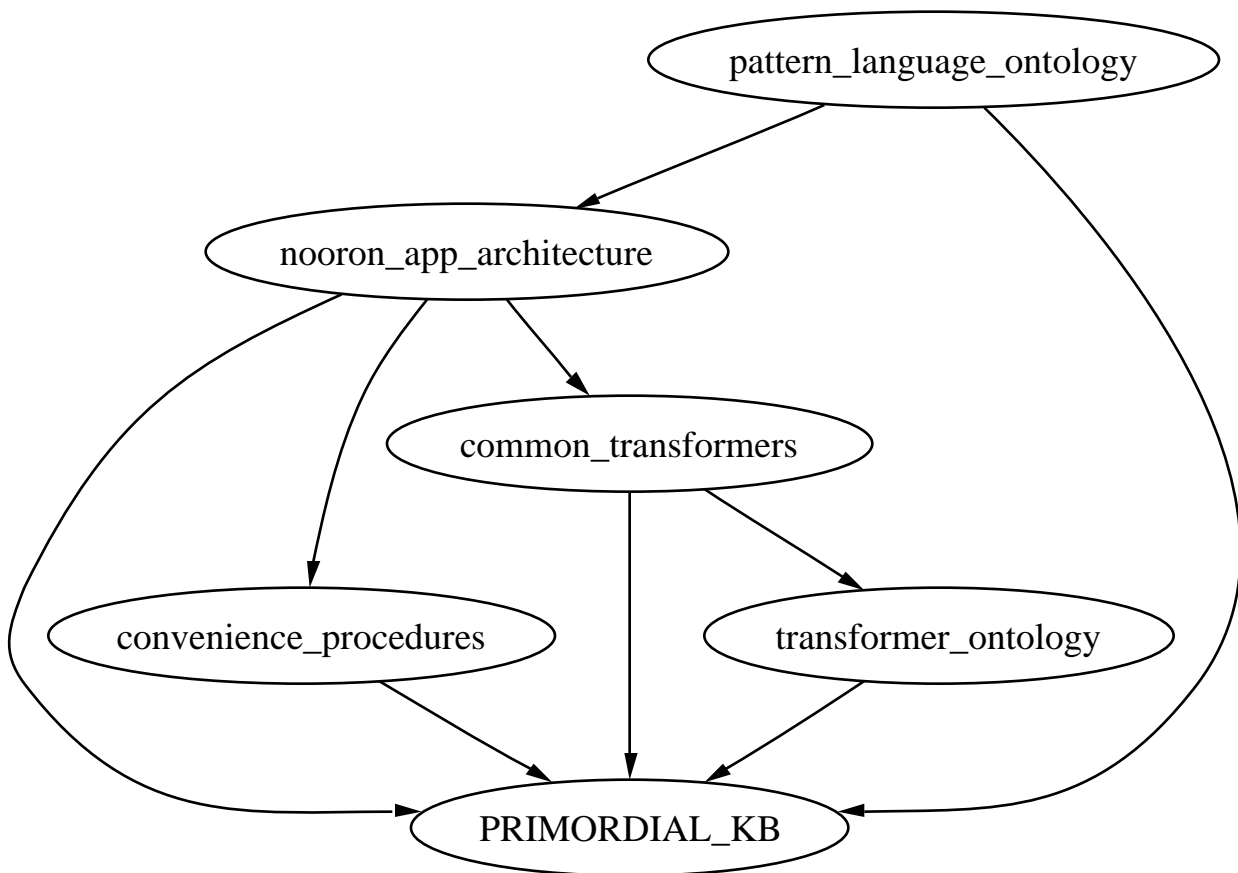 pattern_language_ontology
nooron_app_architecture
common_transformers
convenience_procedures
transformer_ontology
PRIMORDIAL_KB